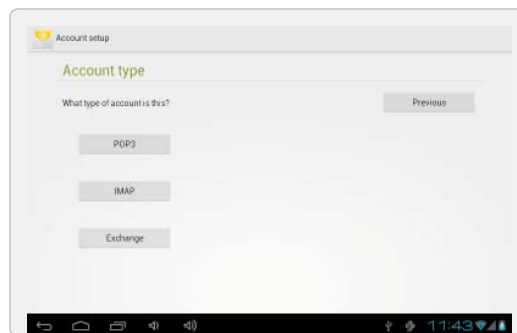 Account setup
Account type
What type of account is this?
Previous
POP3
IMAP
Exchange
11:43